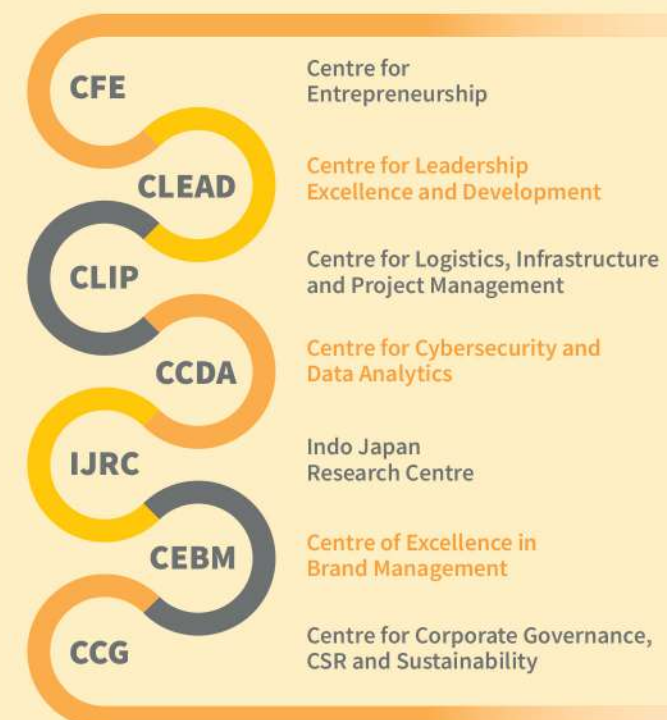 CFE
Centre for
Entrepreneurship
CLEAD
Centre for Leadership
Excellence and Development
CLIP
Centre for Logistics, Infrastructure
and Project Management
CCDA
Centre for Cybersecurity and
Data Analytics
IJRC
Indo Japan
Research Centre
CEBM
Centre of Excellence in
Brand Management
CCG
Centre for Corporate Governance,
CSR and Sustainability